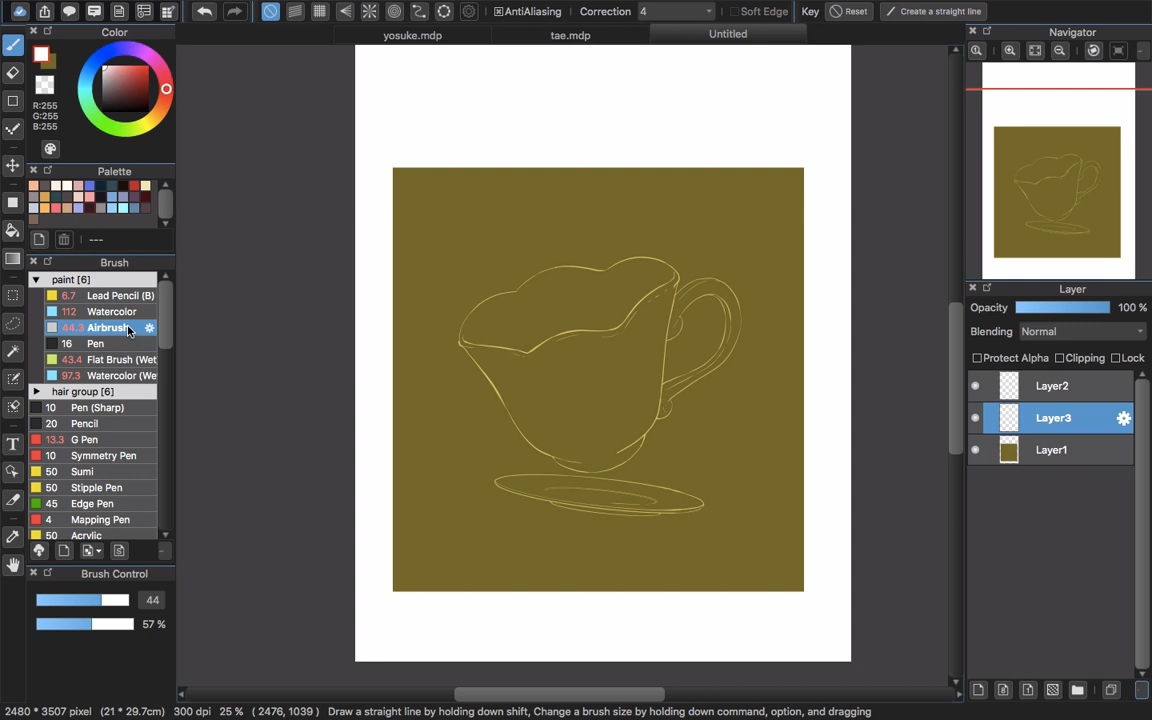 AntiAliasing Correction 4 Soft Edge Key Reset Create a straight line
Color
yosuke.mdp tae.mdp Untitled
Navigator
R:255
G:255
B:255
Palette
---
Brush
paint [6]
6.7 Lead Pencil (B)
112 Watercolor
44.3 Airbrush
16 Pen
43.4 Flat Brush (Wet
97.3 Watercolor (We
hair group [6]
10 Pen (Sharp)
20 Pencil
13.3 G Pen
10 Symmetry Pen
50 Sumi
50 Stipple Pen
45 Edge Pen
4 Mapping Pen
50 Acrylic
Brush Control
44
57 %
Layer
Opacity 100 %
Blending Normal
Protect Alpha Clipping Lock
Layer2
Layer3
Layer1
2480 * 3507 pixel (21 * 29.7cm) 300 dpi 25 % ( 2476, 1039 ) Draw a straight line by holding down shift, Change a brush size by holding down command, option, and dragging